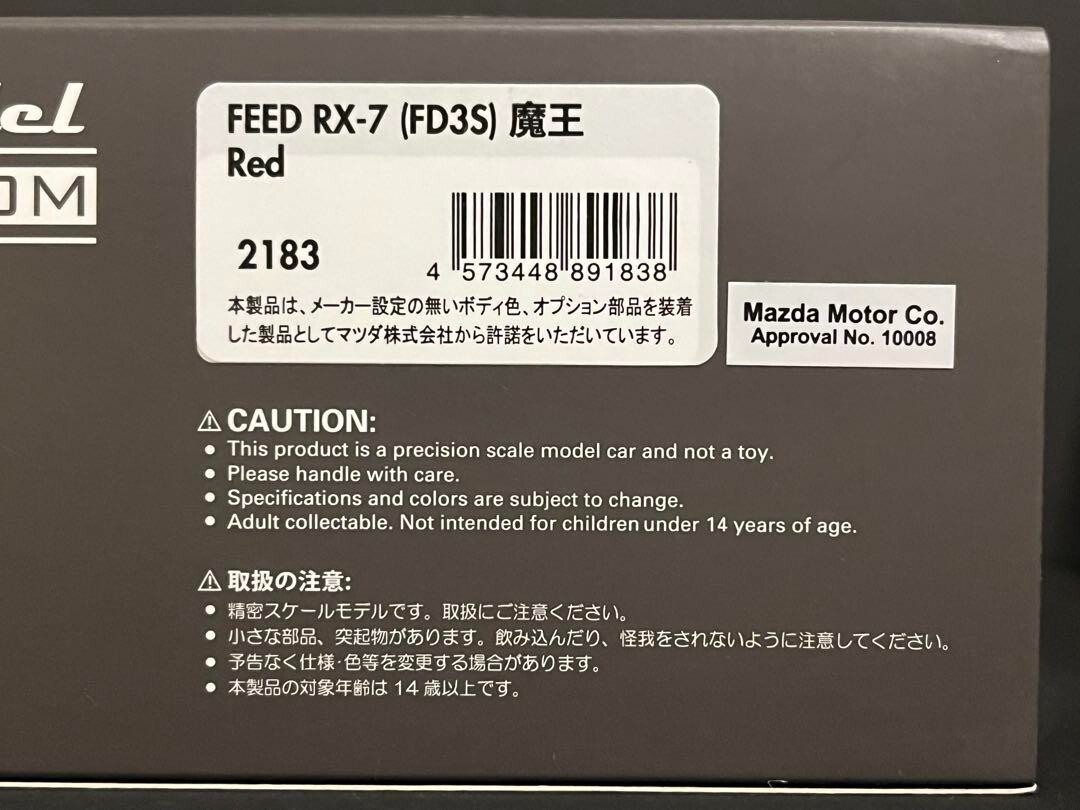 FEED RX-7 (FD3S) 魔王
Red
2183
4 573448 891838
本製品は、メーカー設定の無いボディ色、オプション部品を装着
した製品としてマツダ株式会社から許諾をいただいています。
Mazda Motor Co.
Approval No. 10008
⚠ CAUTION:
● This product is a precision scale model car and not a toy.
● Please handle with care.
● Specifications and colors are subject to change.
● Adult collectable. Not intended for children under 14 years of age.
⚠ 取扱の注意:
● 精密スケールモデルです。取扱にご注意ください。
● 小さな部品、突起物があります。飲み込んだり、怪我をされないように注意してください。
● 予告なく仕様・色等を変更する場合があります。
● 本製品の対象年齢は 14 歳以上です。